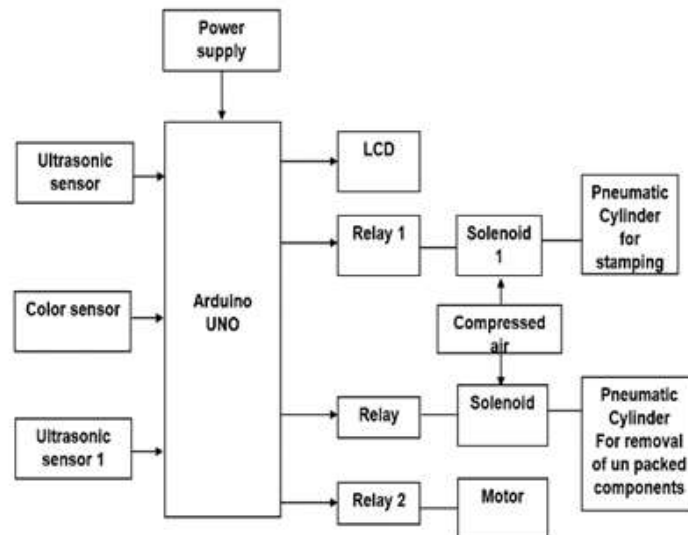 Power
supply
Ultrasonic
sensor
Color sensor
Ultrasonic
sensor 1
Arduino
UNO
LCD
Relay 1
Solenoid
1
Pneumatic
Cylinder
for
stamping
Compressed
air
Relay
Solenoid
Pneumatic
Cylinder
For removal
of un packed
components
Relay 2
Motor